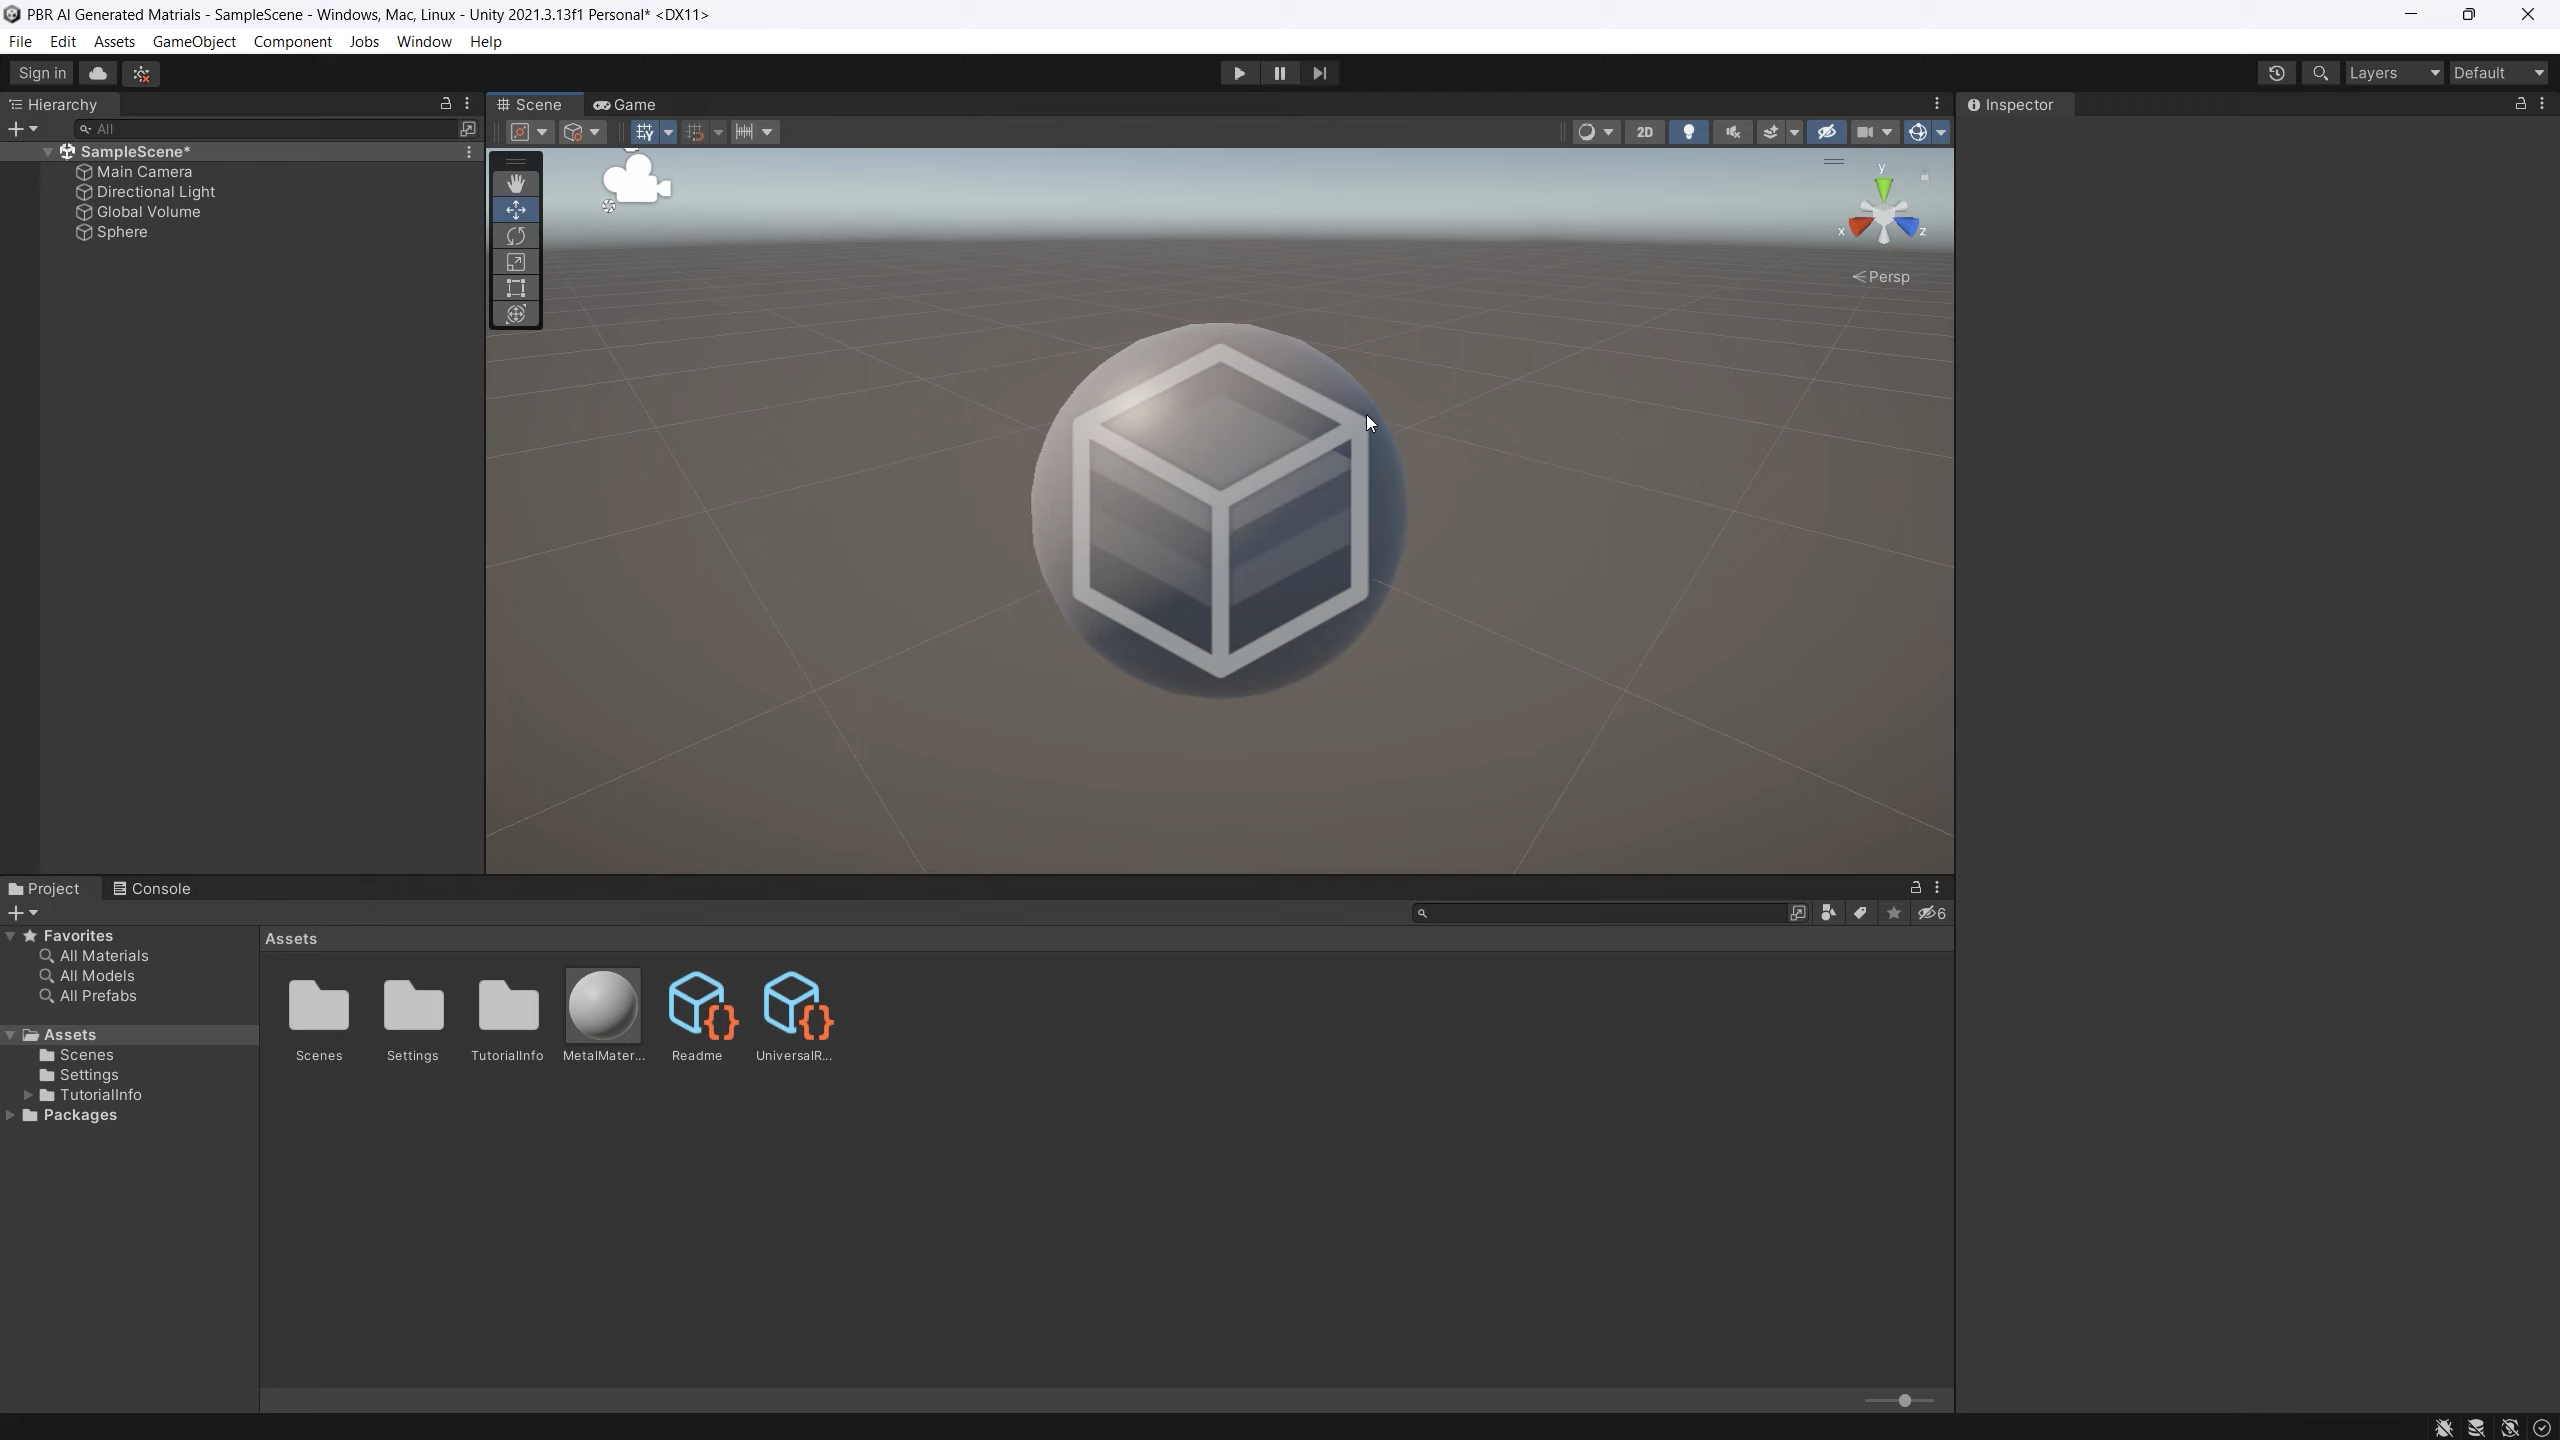 PBR AI Generated Matrials - SampleScene - Windows, Mac, Linux - Unity 2021.3.13f1 Personal* <DX11>
File Edit Assets GameObject Component Jobs Window Help
Sign in
Layers
Default
Hierarchy
Scene
Game
Inspector
All
2D
SampleScene*
Main Camera
Directional Light
Global Volume
Sphere
y
x
z
Persp
Project
Console
6
Favorites
All Materials
All Models
All Prefabs
Assets
Scenes
Settings
TutorialInfo
Packages
Assets
Scenes
Settings
TutorialInfo
MetalMater...
Readme
UniversalR...